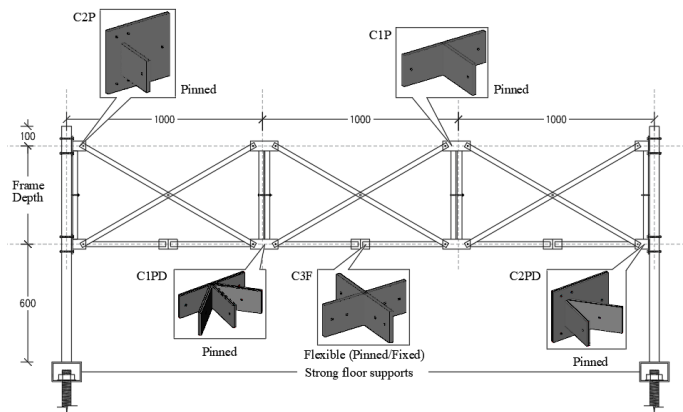 C2P
Pinned
C1P
Pinned
1000
1000
1000
100
Frame
Depth
600
C1PD
Pinned
C3F
Flexible (Pinned/Fixed)
C2PD
Pinned
Strong floor supports